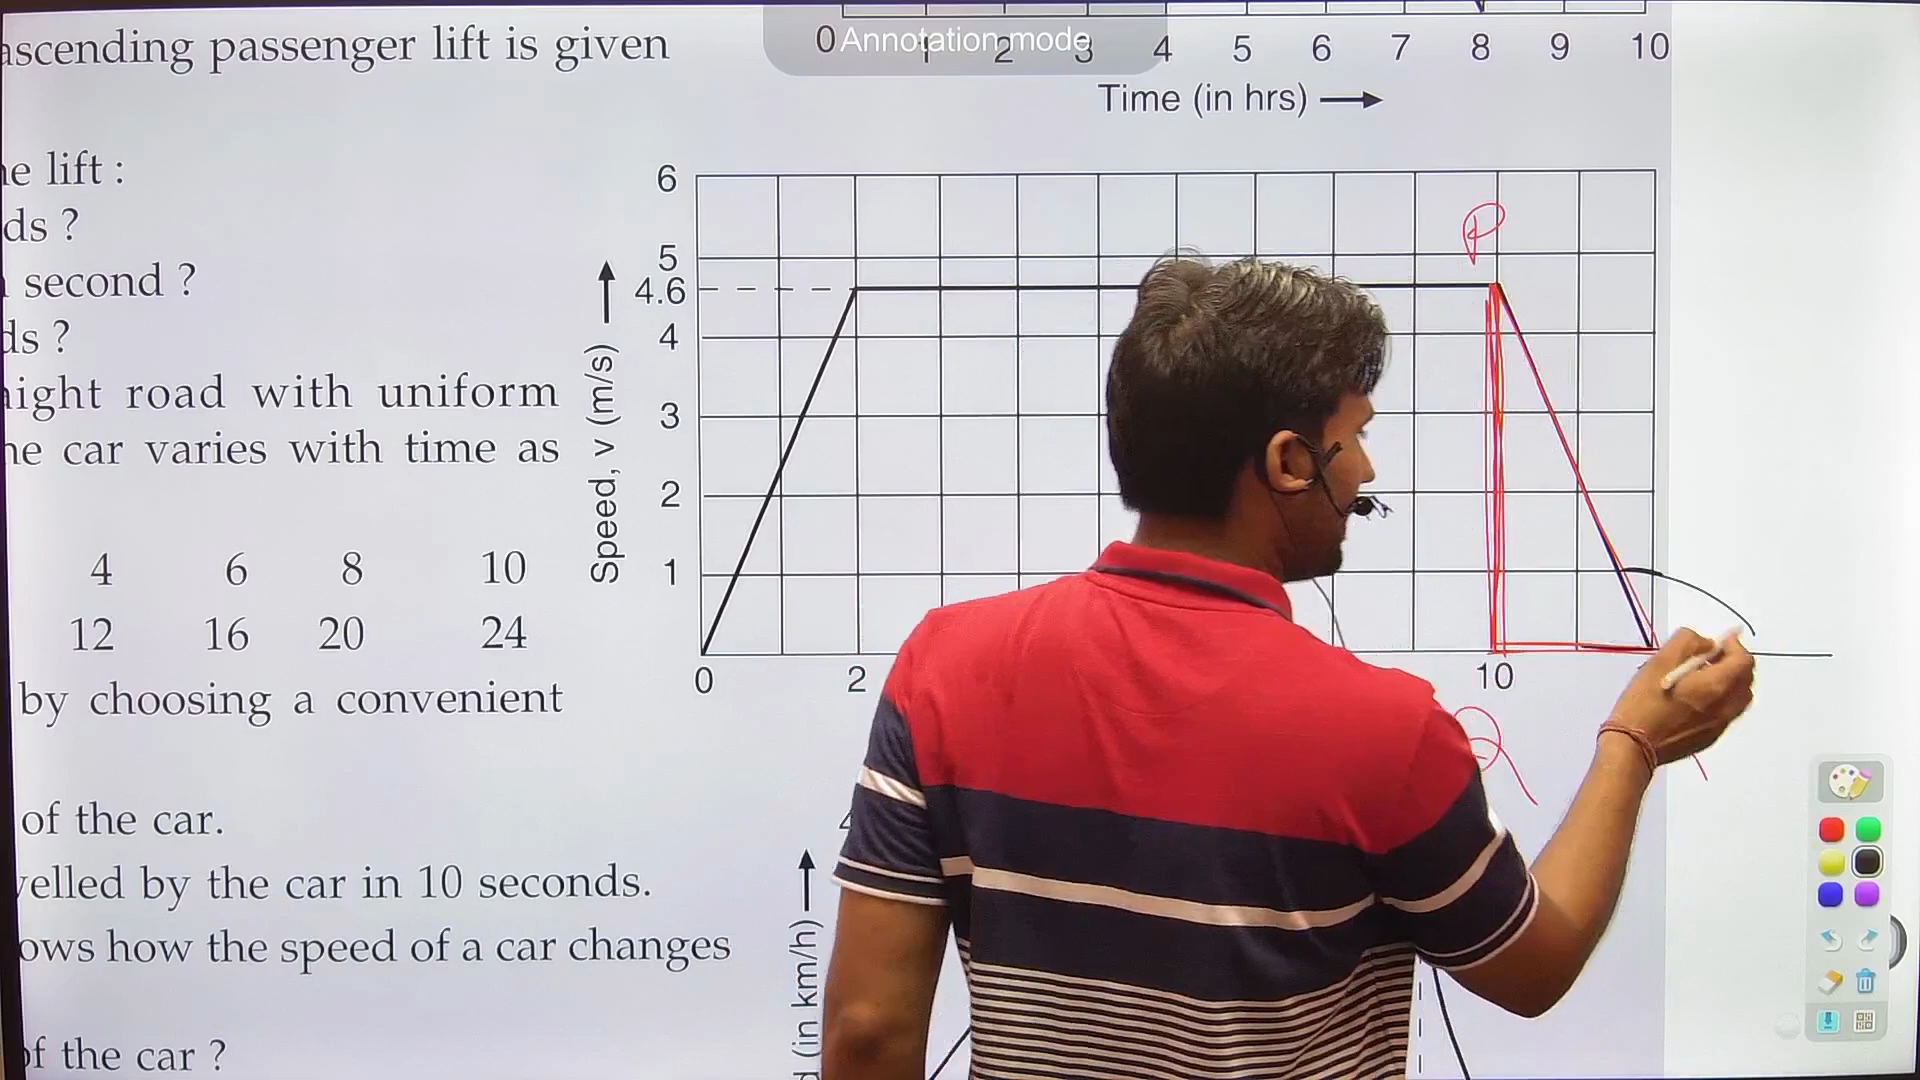 ascending passenger lift is given
Annotation mode
0 1 2 3 4 5 6 7 8 9 10
Time (in hrs)
he lift :
ds ?
second ?
ds ?
aight road with uniform
he car varies with time as
4 6 8 10
12 16 20 24
by choosing a convenient
of the car.
velled by the car in 10 seconds.
ows how the speed of a car changes
of the car ?
Speed, v (m/s)
6
5
4.6
4
3
2
1
0 2 10
P
(in km/h)